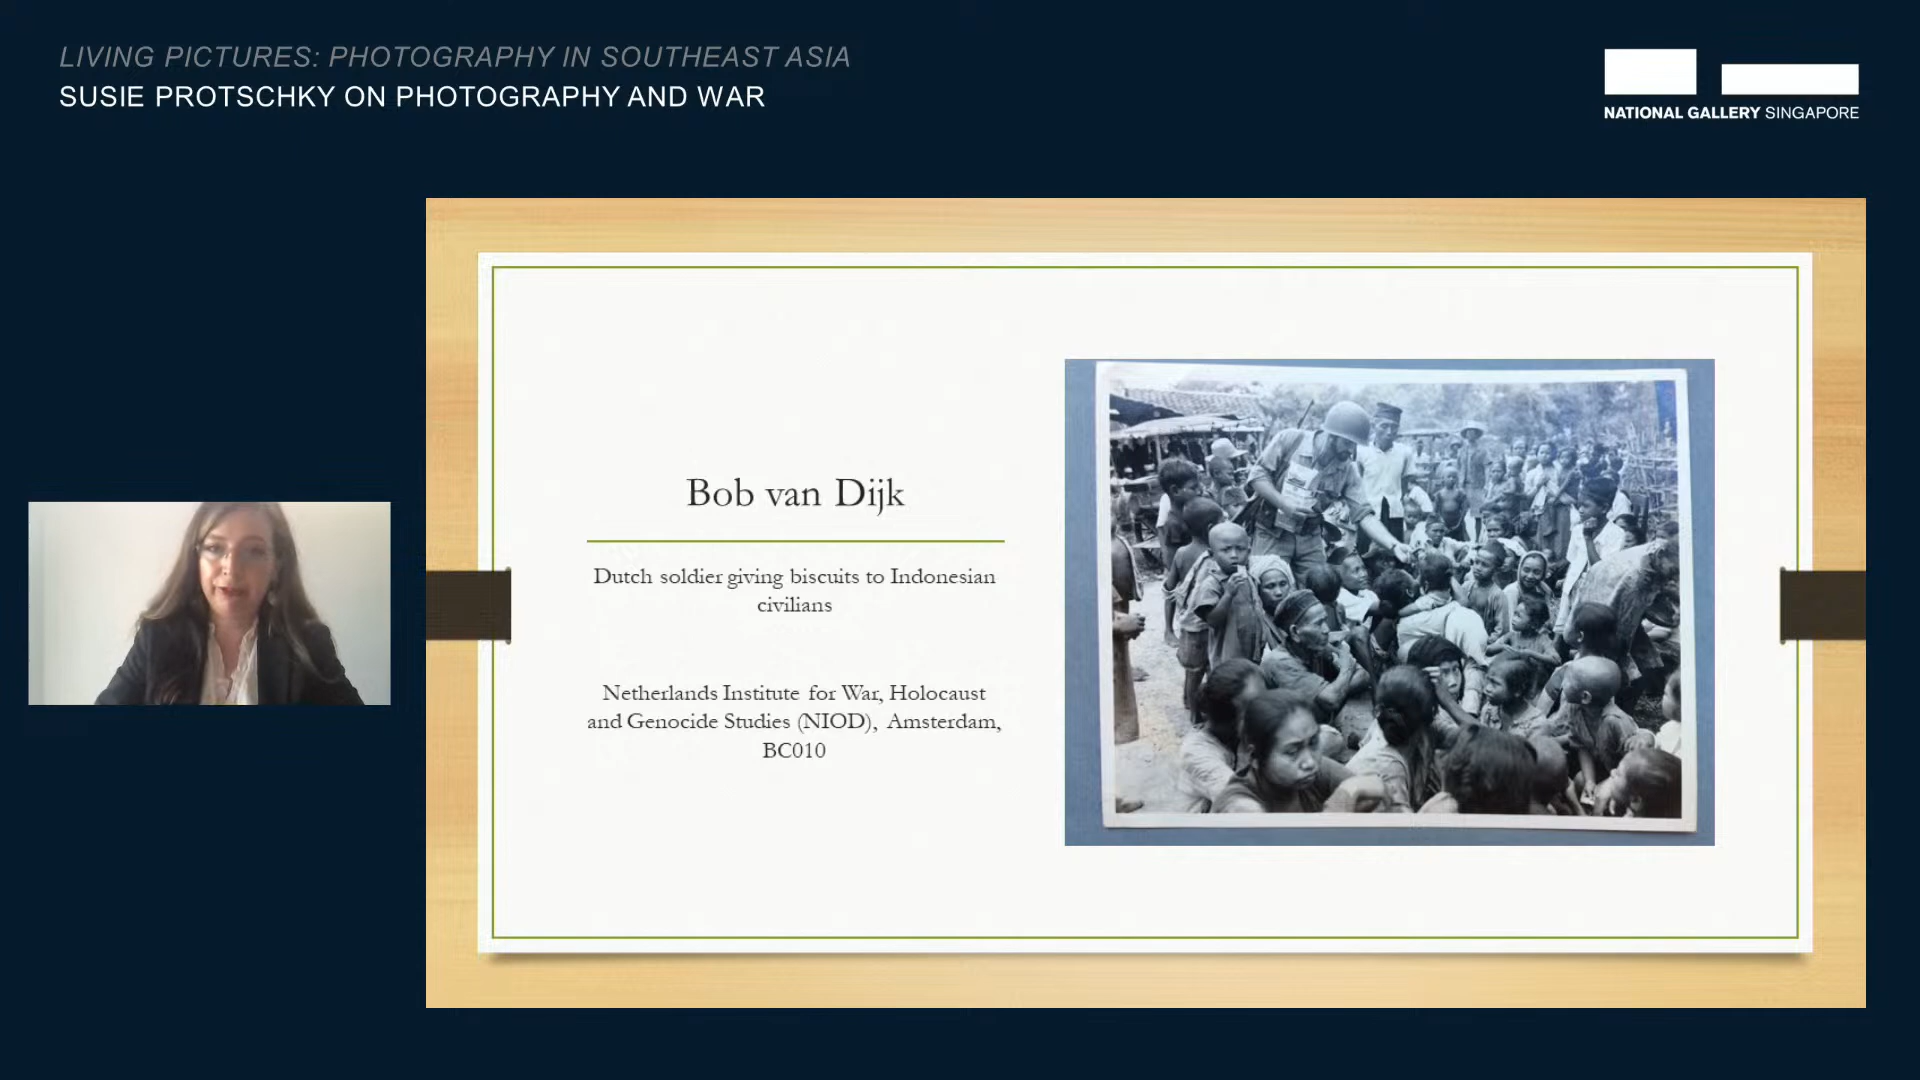 LIVING PICTURES: PHOTOGRAPHY IN SOUTHEAST ASIA
SUSIE PROTSCHKY ON PHOTOGRAPHY AND WAR
NATIONAL GALLERY SINGAPORE
Bob van Dijk
Dutch soldier giving biscuits to Indonesian
civilians
Netherlands Institute for War, Holocaust
and Genocide Studies (NIOD), Amsterdam,
BC010